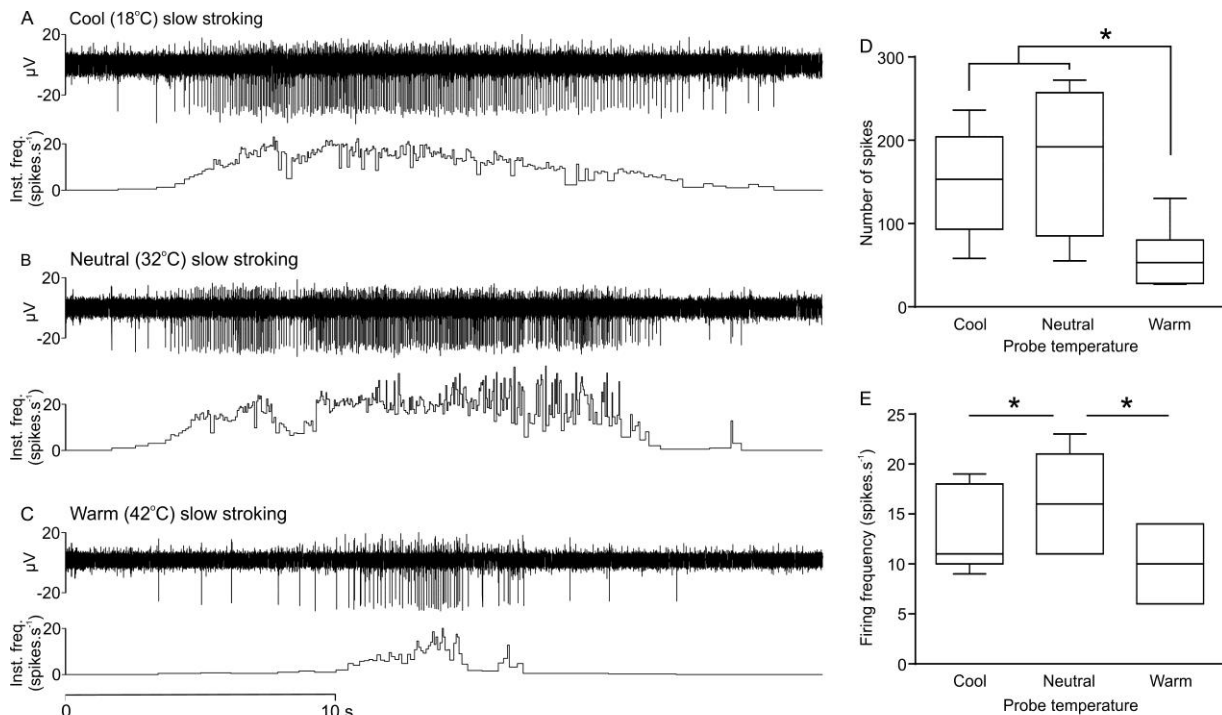 A Cool (18°C) slow stroking
20
µV
-20
Inst. freq.
(spikes.s⁻¹)
20
0
B Neutral (32°C) slow stroking
20
µV
-20
Inst. freq.
(spikes.s⁻¹)
20
0
C Warm (42°C) slow stroking
20
µV
-20
Inst. freq.
(spikes.s⁻¹)
20
0
0 10 s
D
*
Number of spikes
300
200
100
0
Cool Neutral Warm
Probe temperature
E
* *
Firing frequency (spikes.s⁻¹)
25
20
15
10
5
0
Cool Neutral Warm
Probe temperature